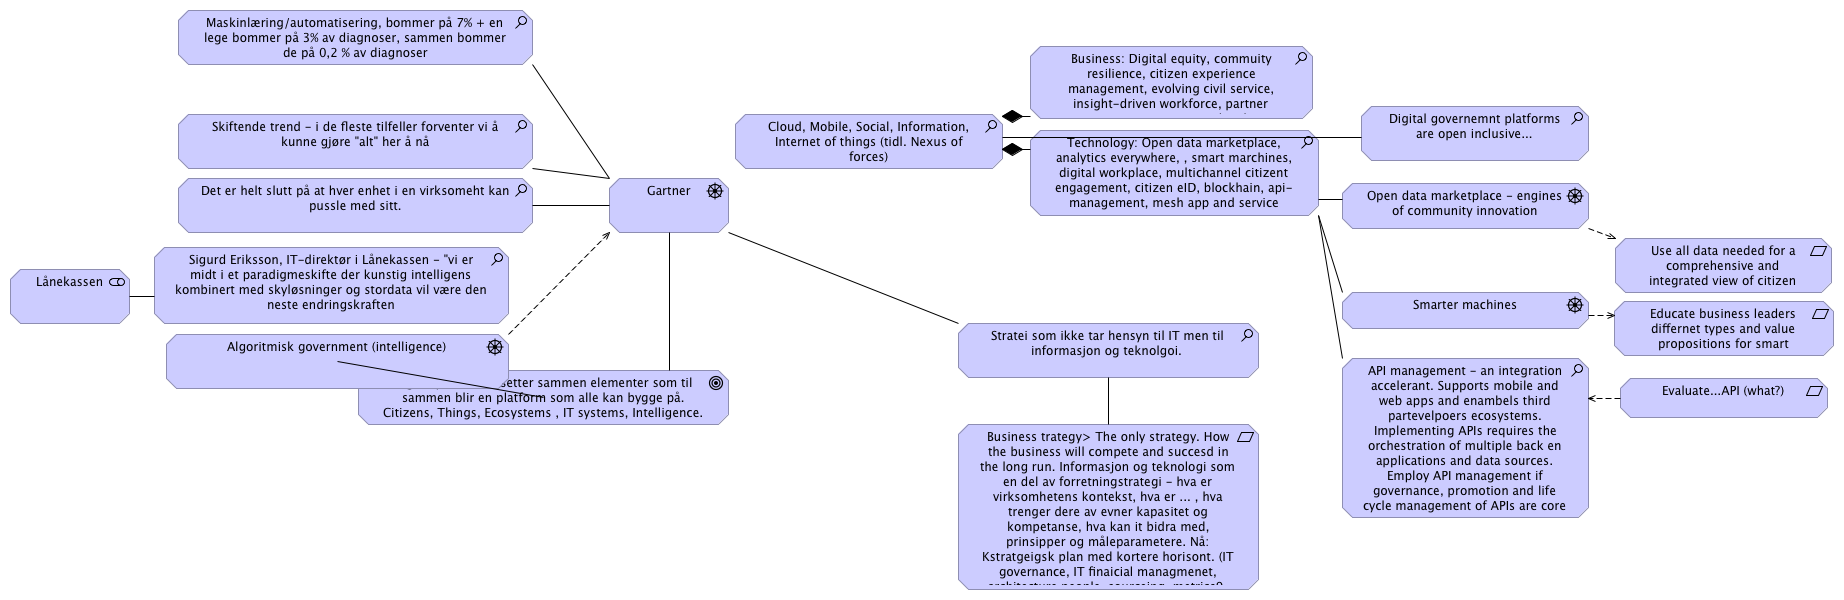 Maskinlæring/automatisering, bommer på 7% + en
lege bommer på 3% av diagnoser, sammen bommer
de på 0,2 % av diagnoser
Skiftende trend - i de fleste tilfeller forventer vi å
kunne gjøre "alt" her å nå
Det er helt slutt på at hver enhet i en virksomeht kan
pussle med sitt.
Gartner
Lånekassen
Sigurd Eriksson, IT-direktør i Lånekassen - "vi er
midt i et paradigmeskifte der kunstig intelligens
kombinert med skyløsninger og stordata vil være den
neste endringskraften
Algoritmisk government (intelligence)
setter sammen elementer som til
sammen blir en platform som alle kan bygge på.
Citizens, Things, Ecosystems , IT systems, Intelligence.
Cloud, Mobile, Social, Information,
Internet of things (tidl. Nexus of
forces)
Business: Digital equity, commuity
resilience, citizen experience
management, evolving civil service,
insight-driven workforce, partner
Technology: Open data marketplace,
analytics everywhere, , smart marchines,
digital workplace, multichannel citizent
engagement, citizen eID, blockhain, api-
management, mesh app and service
Digital governemnt platforms
are open inclusive...
Open data marketplace - engines
of community innovation
Use all data needed for a
comprehensive and
integrated view of citizen
Smarter machines
Educate business leaders
differnet types and value
propositions for smart
API management - an integration
accelerant. Supports mobile and
web apps and enambels third
partevelpoers ecosystems.
Implementing APIs requires the
orchestration of multiple back en
applications and data sources.
Employ API management if
governance, promotion and life
cycle management of APIs are core
Evaluate...API (what?)
Stratei som ikke tar hensyn til IT men til
informasjon og teknolgoi.
Business trategy> The only strategy. How
the business will compete and succesd in
the long run. Informasjon og teknologi som
en del av forretningstrategi - hva er
virksomhetens kontekst, hva er ... , hva
trenger dere av evner kapasitet og
kompetanse, hva kan it bidra med,
prinsipper og måleparametere. Nå:
Kstratgeigsk plan med kortere horisont. (IT
governance, IT finaicial managmenet,
architecture people, sourcing, metrics?